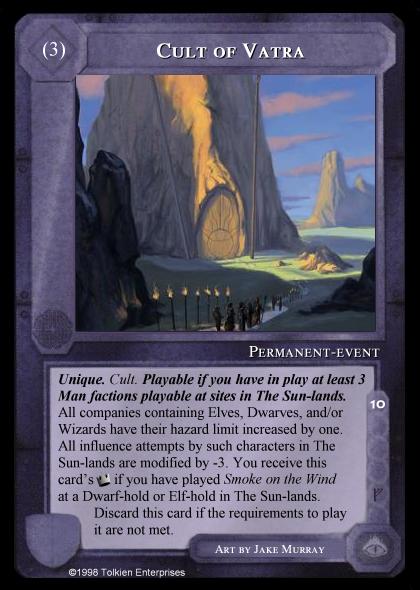 (3)
CULT OF VATRA
PERMANENT-EVENT
Unique. Cult. Playable if you have in play at least 3
Man factions playable at sites in The Sun-lands.
All companies containing Elves, Dwarves, and/or
Wizards have their hazard limit increased by one.
All influence attempts by such characters in The
Sun-lands are modified by -3. You receive this
card's if you have played Smoke on the Wind
at a Dwarf-hold or Elf-hold in The Sun-lands.
Discard this card if the requirements to play
it are not met.
10
ART BY JAKE MURRAY
©1998 Tolkien Enterprises